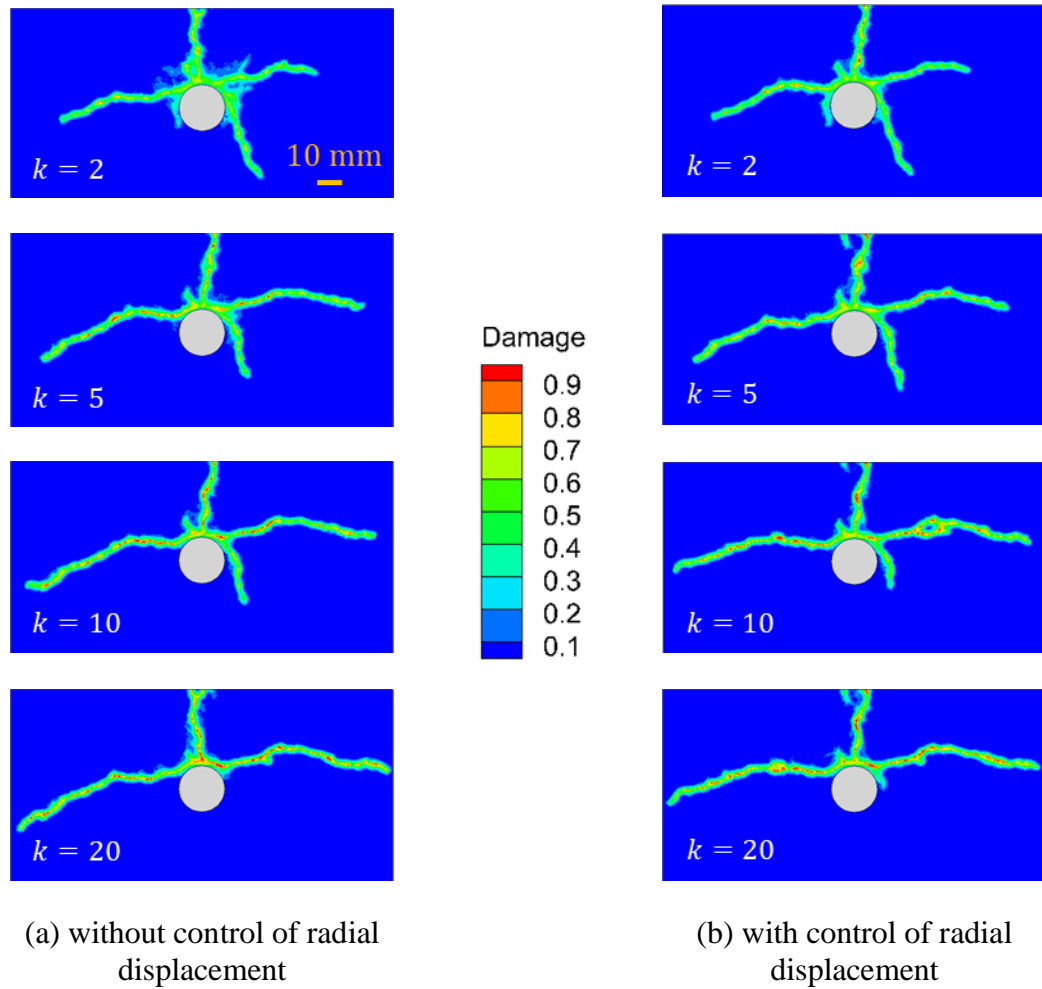 k = 2
10 mm
k = 5
k = 10
k = 20
Damage
0.9
0.8
0.7
0.6
0.5
0.4
0.3
0.2
0.1
k = 2
k = 5
k = 10
k = 20
(a) without control of radial
displacement
(b) with control of radial
displacement